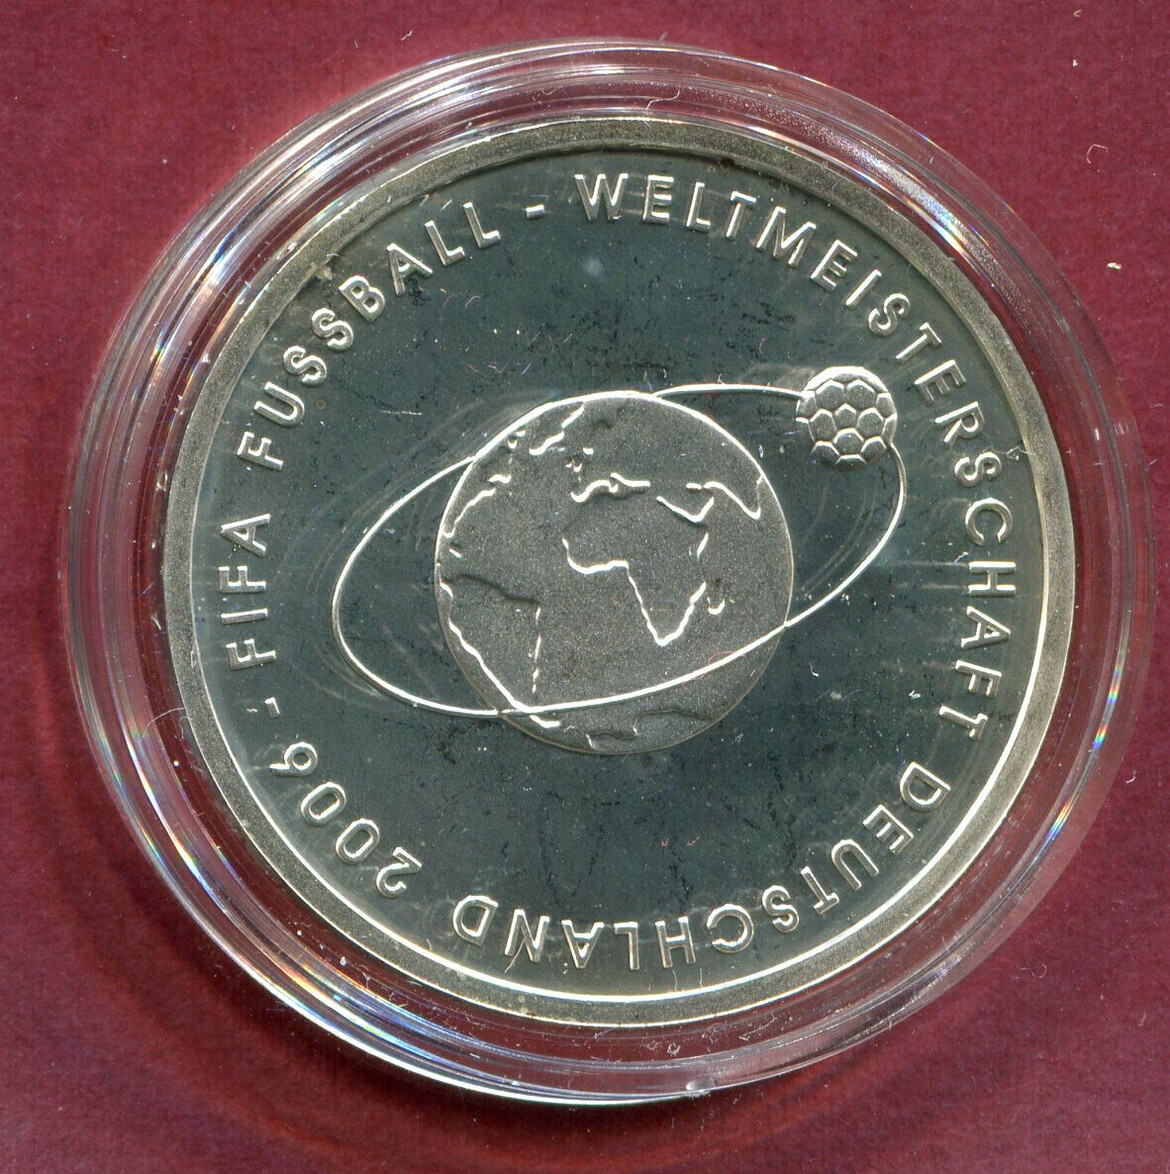 FIFA FUSSBALL - WELTMEISTERSCHAFT DEUTSCHLAND 2006 -